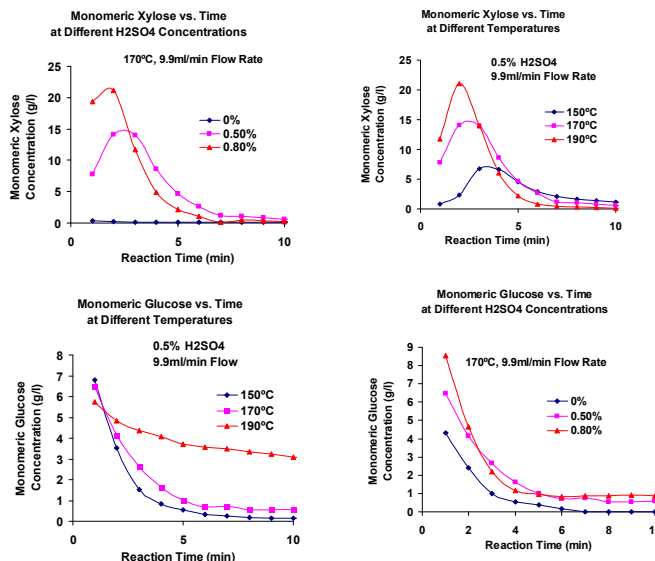 Monomeric Xylose vs. Time
at Different H2SO4 Concentrations
170ºC, 9.9ml/min Flow Rate
Monomeric Xylose
Concentration (g/l)
25
20
15
10
5
0
0%
0.50%
0.80%
0
5
10
Reaction Time (min)
Monomeric Xylose vs. Time
at Different Temperatures
0.5% H2SO4
9.9ml/min Flow Rate
Monomeric Xylose
Concentration (g/l)
25
20
15
10
5
0
150ºC
170ºC
190ºC
0
5
10
Reaction Time (min)
Monomeric Glucose vs. Time
at Different Temperatures
0.5% H2SO4
9.9ml/min Flow
Monomeric Glucose
Concentration (g/l)
8
7
6
5
4
3
2
1
0
150ºC
170ºC
190ºC
0
5
10
Reaction Time (min)
Monomeric Glucose vs. Time
at Different H2SO4 Concentrations
170ºC, 9.9ml/min Flow Rate
Monomeric Glucose
Concentration (g/l)
9
8
7
6
5
4
3
2
1
0
0%
0.50%
0.80%
0
2
4
6
8
10
Reaction Time (min)